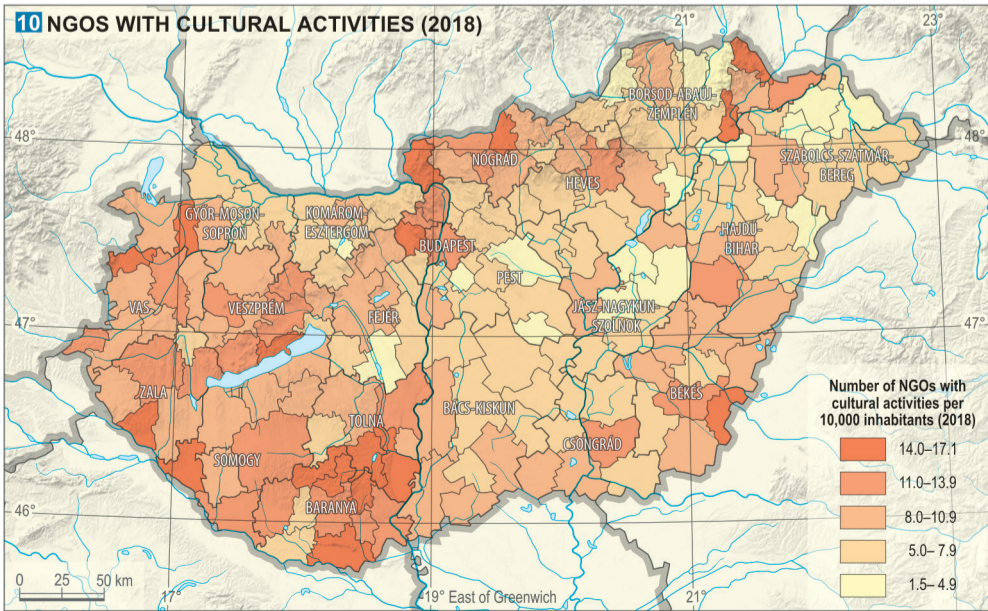 10 NGOS WITH CULTURAL ACTIVITIES (2018)
21°
23°
48°
48°
BORSOD-ABAÚJ-
ZEMPLÉN
NÓGRÁD
SZABOLCS-SZATMÁR-
BEREG
HEVES
GYŐR-MOSON-
SOPRON
KOMÁROM-
ESZTERGOM
BUDAPEST
HAJDÚ-
BIHAR
PEST
VAS
VESZPRÉM
FEJÉR
JÁSZ-NAGYKUN-
SZOLNOK
47°
47°
ZALA
TOLNA
BÁCS-KISKUN
BÉKÉS
CSONGRÁD
SOMOGY
BARANYA
46°
46°
Number of NGOs with
cultural activities per
10,000 inhabitants (2018)
14.0–17.1
11.0–13.9
8.0–10.9
5.0– 7.9
1.5– 4.9
0 25 50 km
17°
19° East of Greenwich
21°